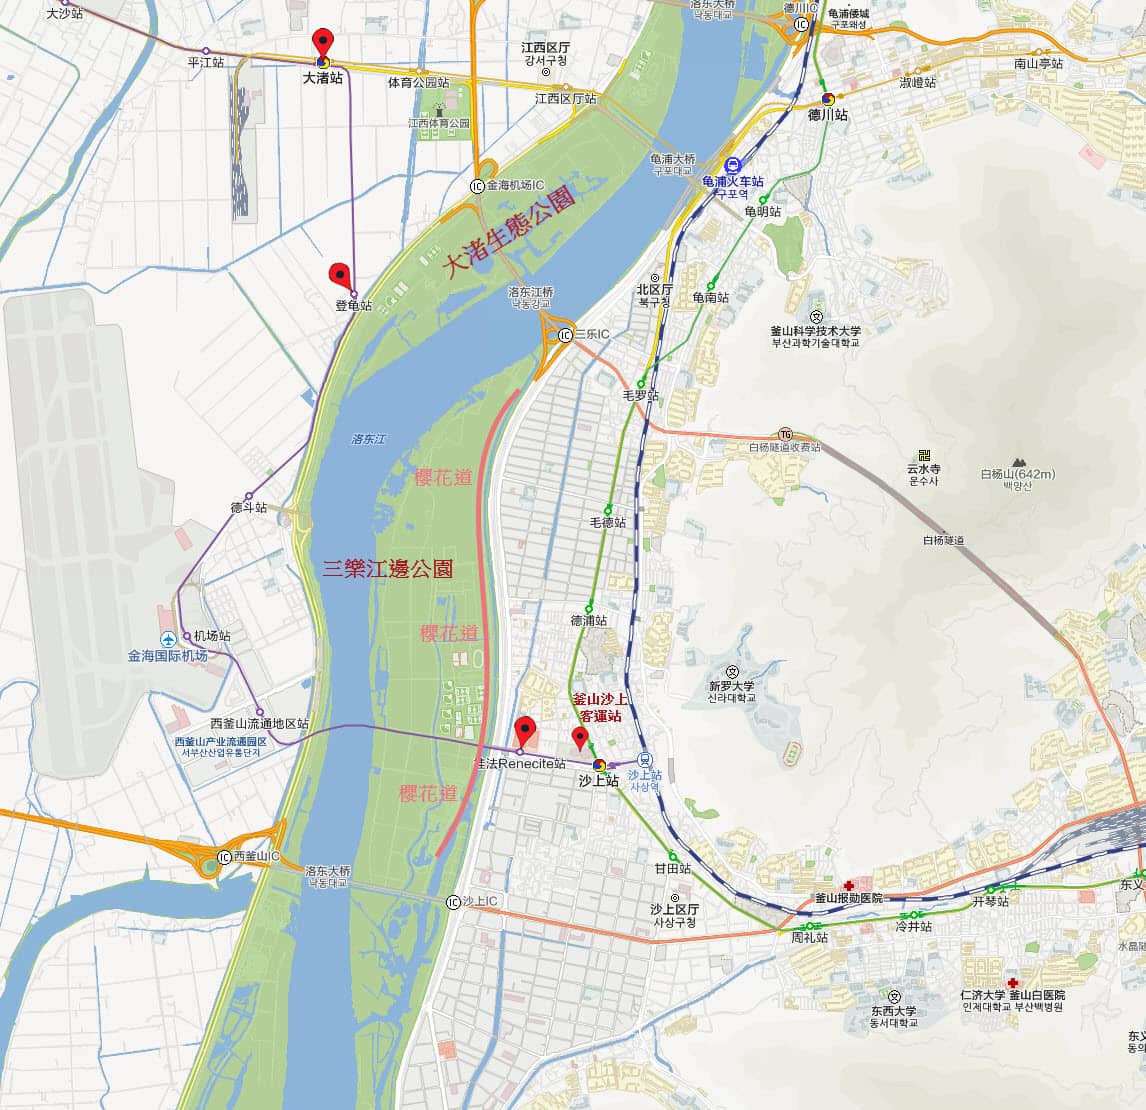 大沙站
平江站
大渚站
体育公园站
江西区厅
강서구청
江西区厅站
江西体育公园
洛东大桥
낙동대교
德川IC
龟浦倭城
구포왜성
南山亭站
淑嶝站
德川站
龟浦大桥
구포대교
龟浦火车站
구포역
龟明站
金海机场IC
大渚生態公園
登龟站
洛东江桥
낙동강교
北区厅
북구청
龟南站
三乐IC
釜山科学技术大学
부산과학기술대학교
毛罗站
白杨隧道收费站
TG
云水寺
운수사
白杨山(642m)
백양산
洛东江
櫻花道
德斗站
毛德站
白杨隧道
三樂江邊公園
德浦站
机场站
金海国际机场
櫻花道
新罗大学
신라대학교
釜山沙上
客運站
西釜山流通地区站
西釜山产业流通园区
서부산산업유통단지
挂法Renecite站
沙上站
沙上站
사상역
櫻花道
西釜山IC
洛东大桥
낙동대교
甘田站
沙上IC
沙上区厅
사상구청
釜山报勋医院
开琴站
东义
周礼站
冷井站
水晶隧
东西大学
동서대학교
仁济大学 釜山白医院
인제대학교 부산백병원
东义
동의